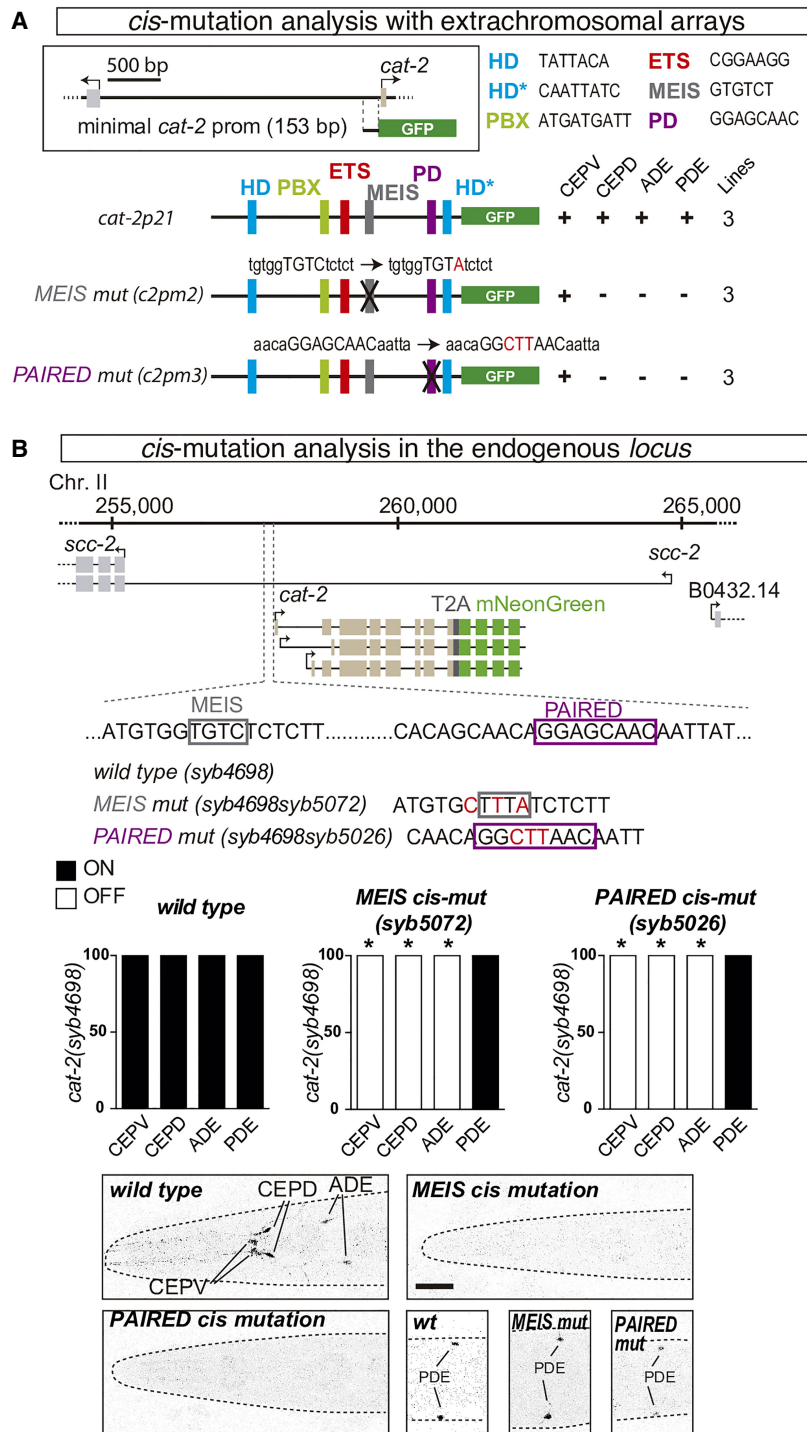 A
cis-mutation analysis with extrachromosomal arrays
500 bp
cat-2
minimal cat-2 prom (153 bp)
GFP
HD TATTACA
HD* CAATTATC
PBX ATGATGATT
ETS CGGAAGG
MEIS GTGTCT
PD GGAGCAAC
HD PBX ETS MEIS PD HD*
CEPV CEPD ADE PDE Lines
cat-2p21 GFP + + + + 3
tgtggTGTCtctct → tgtggTGTAtctct
MEIS mut (c2pm2) GFP + - - - 3
aacaGGAGCAACaatta → aacaGGCTTAACaatta
PAIRED mut (c2pm3) GFP + - - - 3
B
cis-mutation analysis in the endogenous locus
Chr. II
255,000 260,000 265,000
scc-2
scc-2
cat-2
B0432.14
T2A mNeonGreen
MEIS PAIRED
...ATGTGGTGTCTCTCTT...........CACAGCAACAGGAGCAACAATTAT...
wild type (syb4698)
MEIS mut (syb4698syb5072) ATGTGCTTTATCTCTT
PAIRED mut (syb4698syb5026) CAACAGGCTTAACAATT
ON
OFF
wild type
MEIS cis-mut
(syb5072)
PAIRED cis-mut
(syb5026)
* * *
* * *
cat-2(syb4698)
100
50
0
CEPV CEPD ADE PDE
cat-2(syb4698)
100
50
0
CEPV CEPD ADE PDE
cat-2(syb4698)
100
50
0
CEPV CEPD ADE PDE
wild type
CEPD
ADE
CEPV
MEIS cis mutation
PAIRED cis mutation
wt
PDE
MEIS mut
PDE
PAIRED
mut
PDE